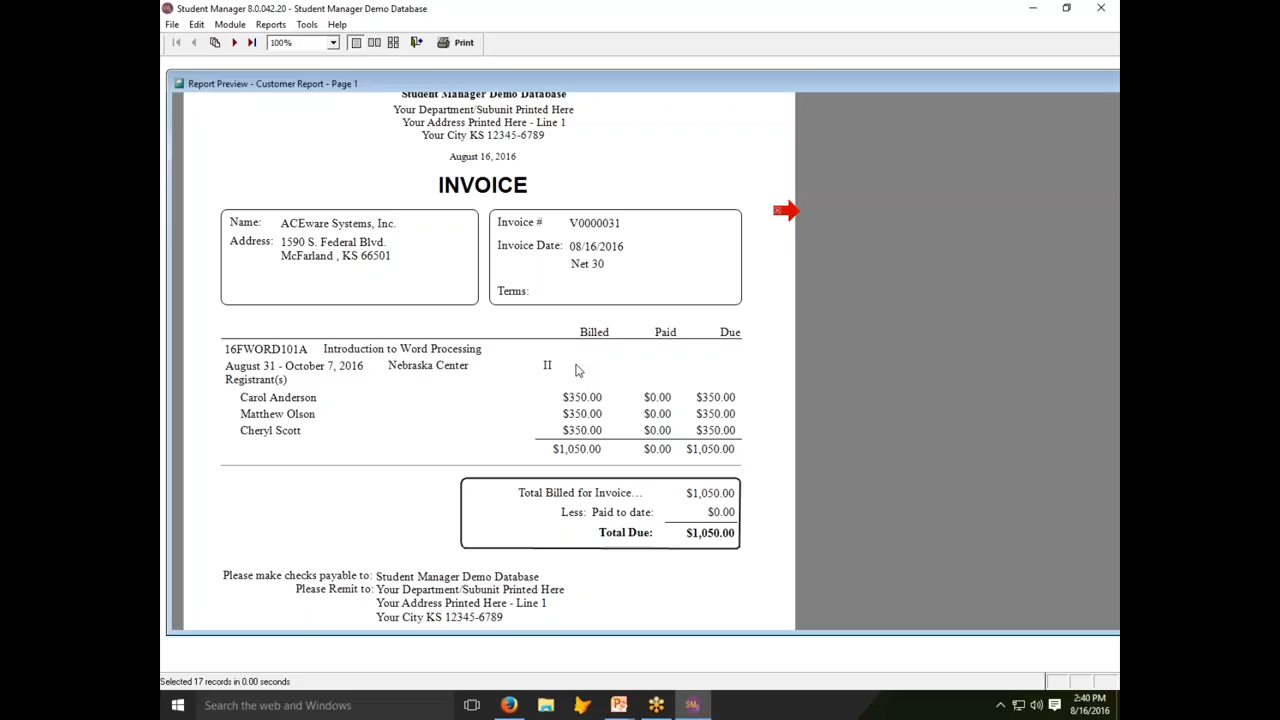 Student Manager 8.0.042.20 - Student Manager Demo Database
File Edit Module Reports Tools Help
100% Print
Report Preview - Customer Report - Page 1
Student Manager Demo Database
Your Department/Subunit Printed Here
Your Address Printed Here - Line 1
Your City KS 12345-6789
August 16, 2016
INVOICE
Name: ACEware Systems, Inc.
Address: 1590 S. Federal Blvd.
McFarland , KS 66501
Invoice # V0000031
Invoice Date: 08/16/2016
Net 30
Terms:
Billed Paid Due
16FWORD101A Introduction to Word Processing
August 31 - October 7, 2016 Nebraska Center II
Registrant(s)
Carol Anderson $350.00 $0.00 $350.00
Matthew Olson $350.00 $0.00 $350.00
Cheryl Scott $350.00 $0.00 $350.00
$1,050.00 $0.00 $1,050.00
Total Billed for Invoice... $1,050.00
Less: Paid to date: $0.00
Total Due: $1,050.00
Please make checks payable to: Student Manager Demo Database
Please Remit to: Your Department/Subunit Printed Here
Your Address Printed Here - Line 1
Your City KS 12345-6789
Selected 17 records in 0.00 seconds
Search the web and Windows
2:40 PM
8/16/2016